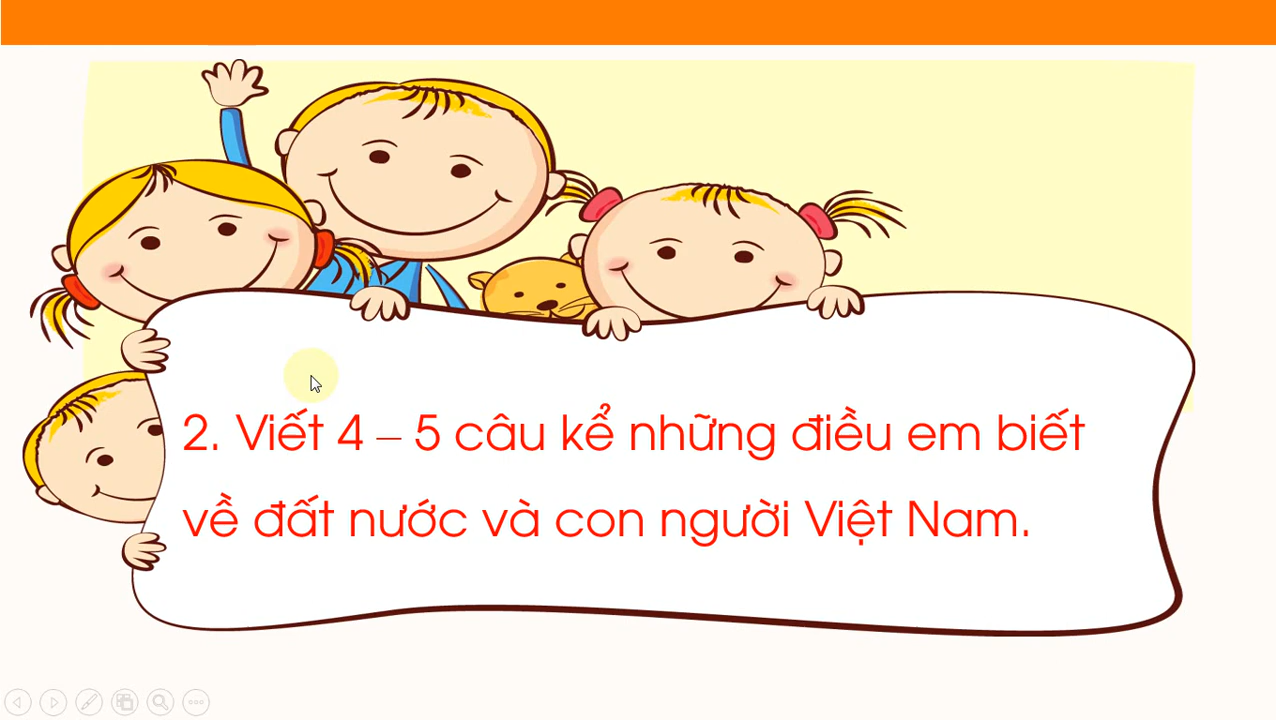 2. Viết 4 – 5 câu kể những điều em biết
về đất nước và con người Việt Nam.